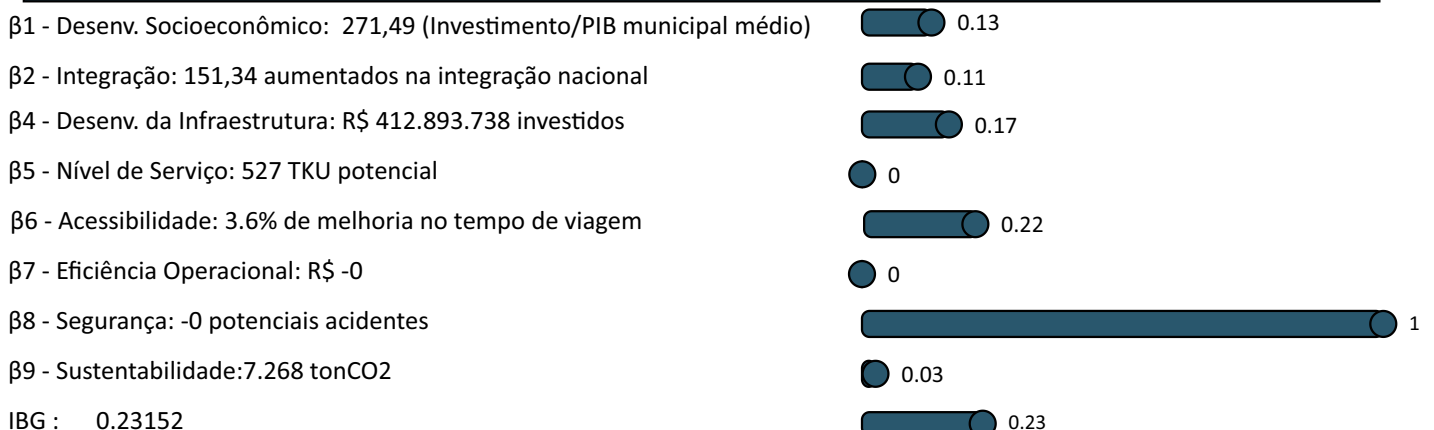 β1 - Desenv. Socioeconômico:  271,49 (Investimento/PIB municipal médio) 0.13
β2 - Integração: 151,34 aumentados na integração nacional 0.11
β4 - Desenv. da Infraestrutura: R$ 412.893.738 investidos 0.17
β5 - Nível de Serviço: 527 TKU potencial 0
β6 - Acessibilidade: 3.6% de melhoria no tempo de viagem 0.22
β7 - Eficiência Operacional: R$ -0 0
β8 - Segurança: -0 potenciais acidentes 1
β9 - Sustentabilidade:7.268 tonCO2 0.03
IBG :  0.23152 0.23